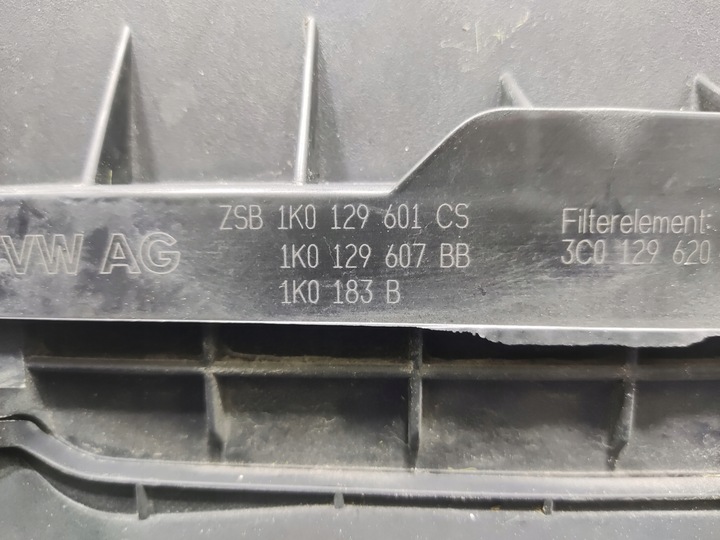 VW AG
ZSB 1K0 129 601 CS
1K0 129 607 BB
1K0 183 B
Filterelement:
3C0 129 620